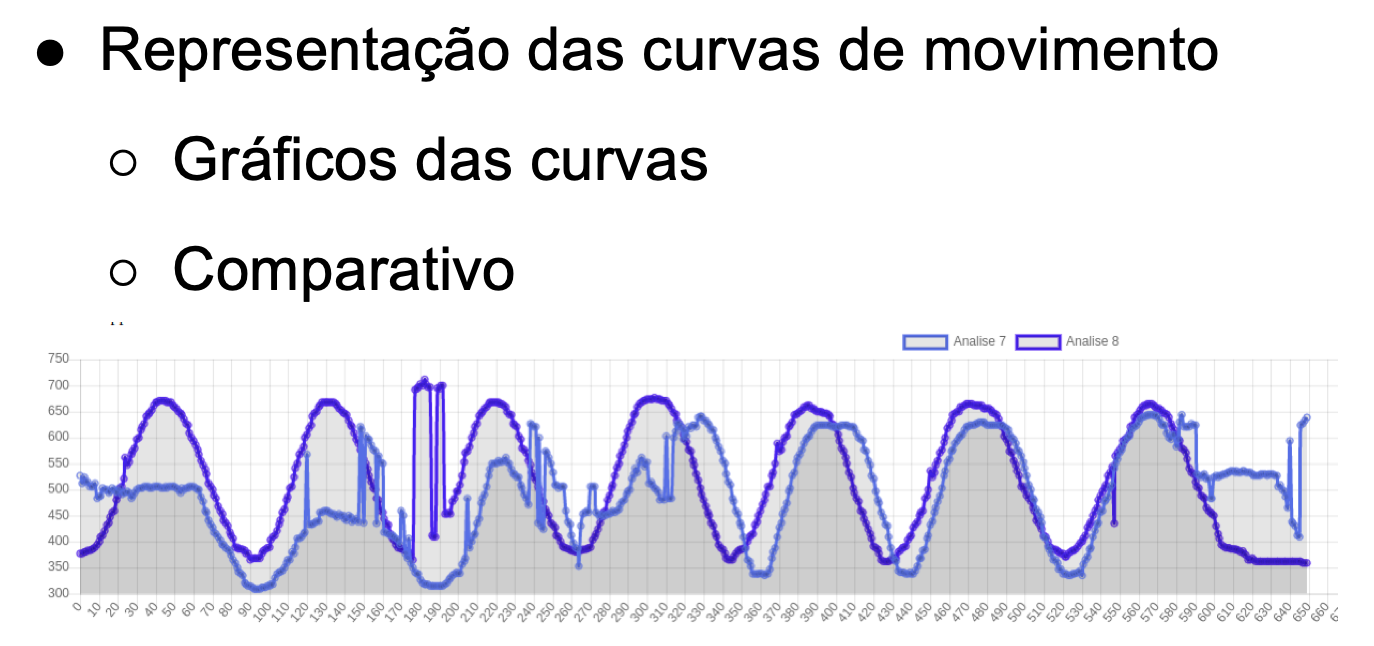 ● Representação das curvas de movimento
○ Gráficos das curvas
○ Comparativo
Analise 7 Analise 8
750
700
650
600
550
500
450
400
350
300
0 10 20 30 40 50 60 70 80 90 100 110 120 130 140 150 160 170 180 190 200 210 220 230 240 250 260 270 280 290 300 310 320 330 340 350 360 370 380 390 400 410 420 430 440 450 460 470 480 490 500 510 520 530 540 550 560 570 580 590 600 610 620 630 640 650 660